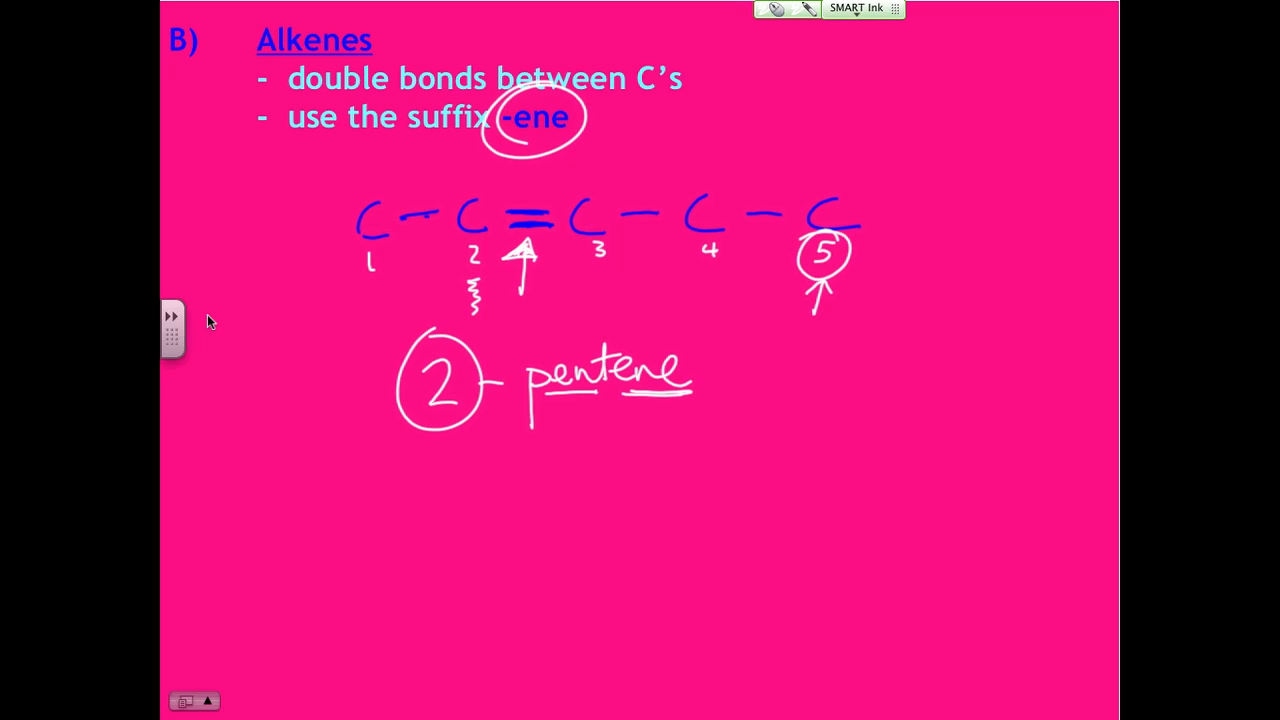 SMART Ink
B) Alkenes
- double bonds between C's
- use the suffix -ene
C - C = C - C - C
1 2 3 4 5
2 - pentene